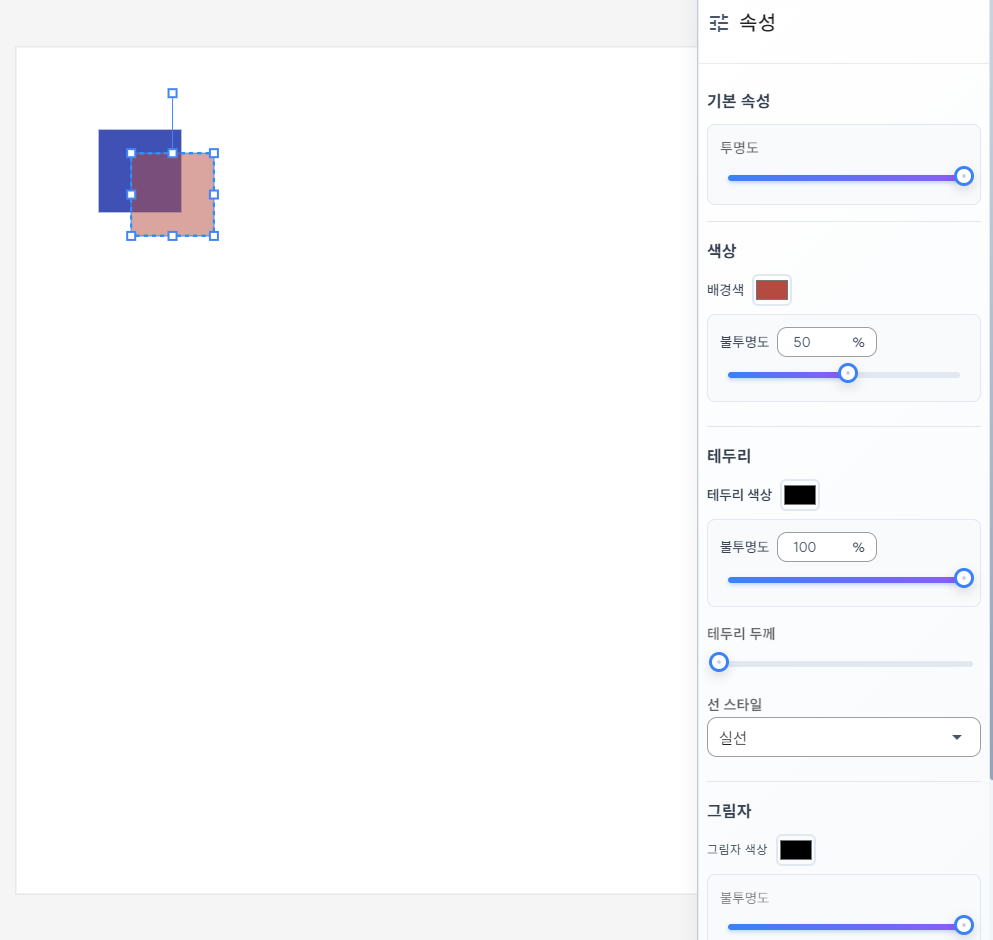 속성
기본 속성
투명도
색상
배경색
불투명도 50 %
테두리
테두리 색상
불투명도 100 %
테두리 두께
선 스타일
실선
그림자
그림자 색상
불투명도